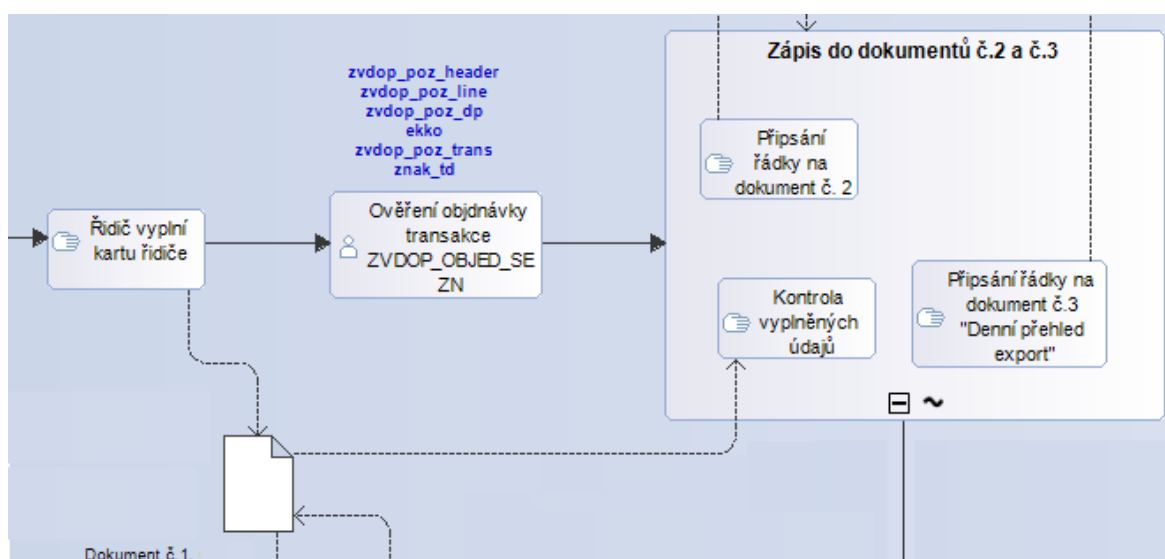 Zápis do dokumentů č.2 a č.3
zvdop_poz_header
zvdop_poz_line
zvdop_poz_dp
ekko
zvdop_poz_trans
znak_td
Připsání
řádky na
dokument č. 2
Řidič vyplní
kartu řidiče
Ověření objdnávky
transakce
ZVDOP_OBJED_SE
ZN
Kontrola
vyplněných
údajů
Připsání řádky na
dokument č.3
"Denní přehled
export"
Dokument č.1.